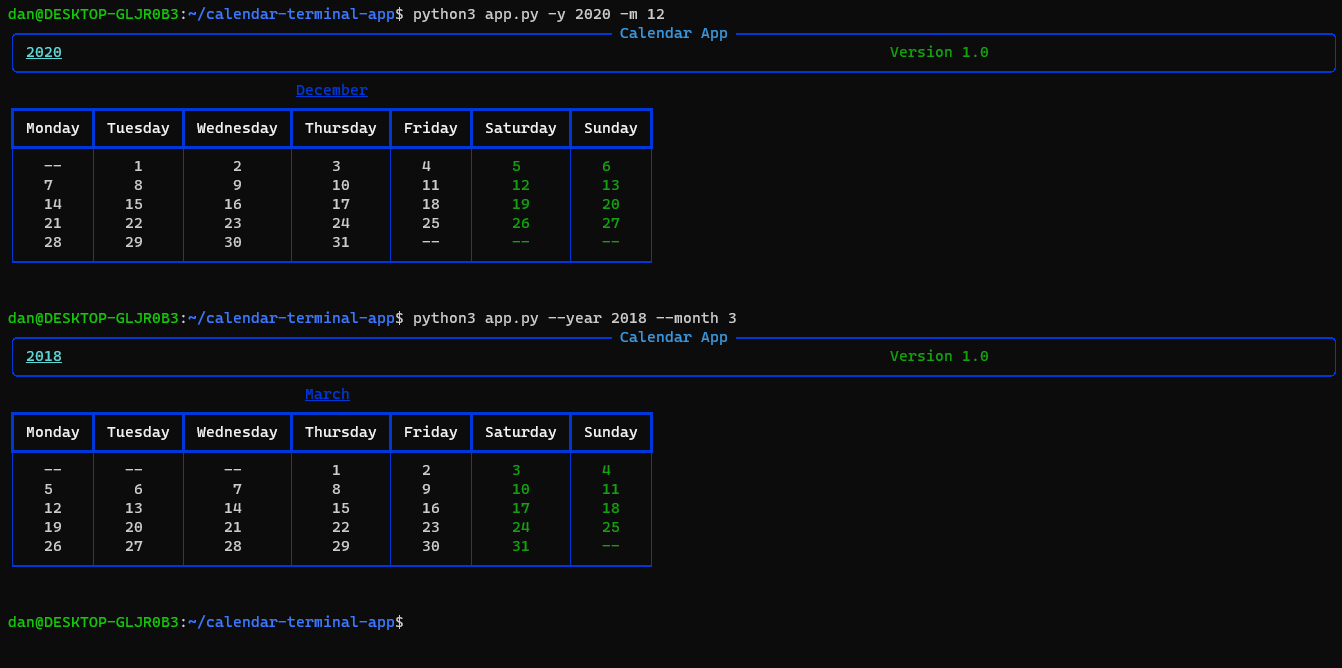 dan@DESKTOP-GLJR0B3:~/calendar-terminal-app$ python3 app.py -y 2020 -m 12
Calendar App
2020 Version 1.0
December
Monday Tuesday Wednesday Thursday Friday Saturday Sunday
-- 1 2 3 4 5 6
7 8 9 10 11 12 13
14 15 16 17 18 19 20
21 22 23 24 25 26 27
28 29 30 31 -- -- --
dan@DESKTOP-GLJR0B3:~/calendar-terminal-app$ python3 app.py --year 2018 --month 3
Calendar App
2018 Version 1.0
March
Monday Tuesday Wednesday Thursday Friday Saturday Sunday
-- -- -- 1 2 3 4
5 6 7 8 9 10 11
12 13 14 15 16 17 18
19 20 21 22 23 24 25
26 27 28 29 30 31 --
dan@DESKTOP-GLJR0B3:~/calendar-terminal-app$